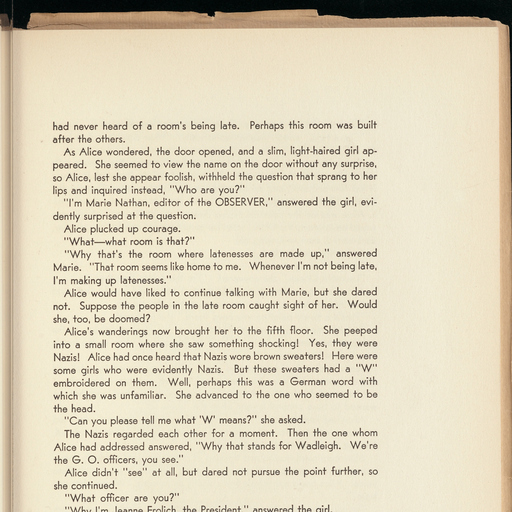 had never heard of a room's being late. Perhaps this room was built
after the others.
As Alice wondered, the door opened, and a slim, light-haired girl ap-
peared. She seemed to view the name on the door without any surprise,
so Alice, lest she appear foolish, withheld the question that sprang to her
lips and inquired instead, "Who are you?"
"I'm Marie Nathan, editor of the OBSERVER," answered the girl, evi-
dently surprised at the question.
Alice plucked up courage.
"What—what room is that?"
"Why that's the room where latenesses are made up," answered
Marie. "That room seems like home to me. Whenever I'm not being late,
I'm making up latenesses."
Alice would have liked to continue talking with Marie, but she dared
not. Suppose the people in the late room caught sight of her. Would
she, too, be doomed?
Alice's wanderings now brought her to the fifth floor. She peeped
into a small room where she saw something shocking! Yes, they were
Nazis! Alice had once heard that Nazis wore brown sweaters! Here were
some girls who were evidently Nazis. But these sweaters had a "W"
embroidered on them. Well, perhaps this was a German word with
which she was unfamiliar. She advanced to the one who seemed to be
the head.
"Can you please tell me what 'W' means?" she asked.
The Nazis regarded each other for a moment. Then the one whom
Alice had addressed answered, "Why that stands for Wadleigh. We're
the G. O. officers, you see."
Alice didn't "see" at all, but dared not pursue the point further, so
she continued.
"What officer are you?"
"Why I'm Jeanne Frolich, the President," answered the girl.